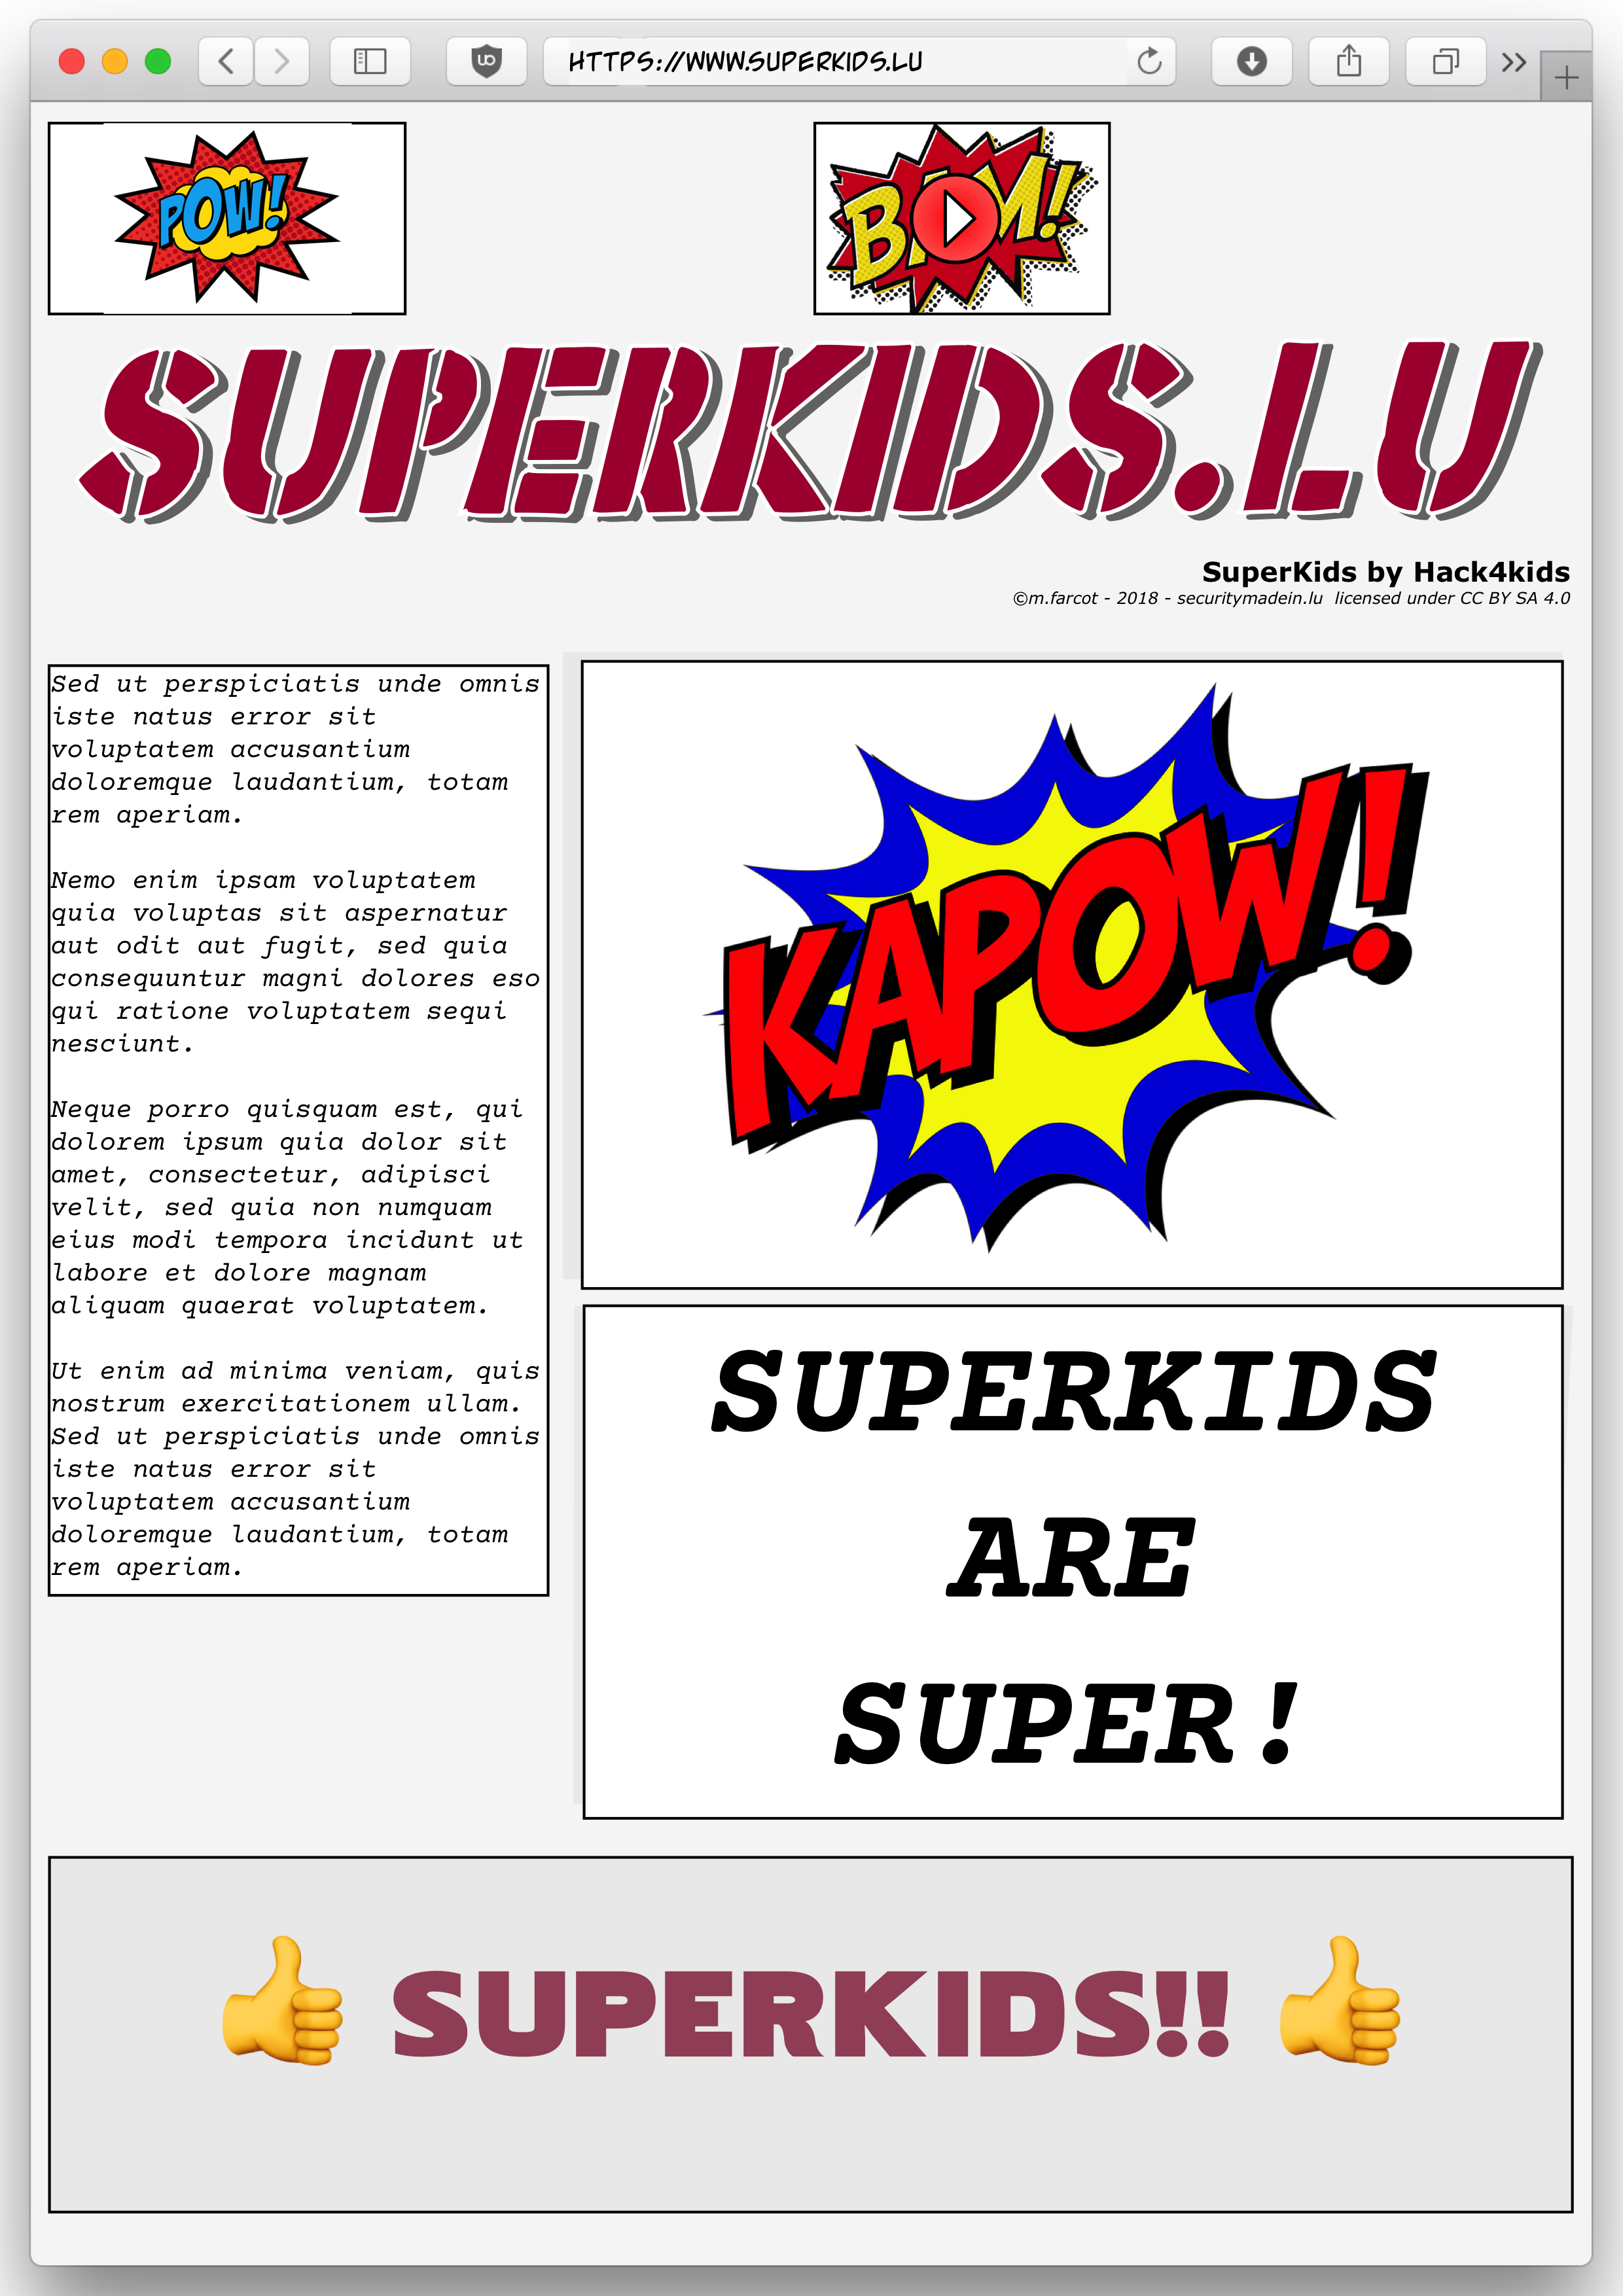 HTTPS://WWW.SUPERKIDS.LU
POW!
BAM!
SUPERKIDS.LU
SuperKids by Hack4kids
©m.farcot - 2018 - securitymadein.lu licensed under CC BY SA 4.0
Sed ut perspiciatis unde omnis
iste natus error sit
voluptatem accusantium
doloremque laudantium, totam
rem aperiam.
Nemo enim ipsam voluptatem
quia voluptas sit aspernatur
aut odit aut fugit, sed quia
consequuntur magni dolores eso
qui ratione voluptatem sequi
nesciunt.
Neque porro quisquam est, qui
dolorem ipsum quia dolor sit
amet, consectetur, adipisci
velit, sed quia non numquam
eius modi tempora incidunt ut
labore et dolore magnam
aliquam quaerat voluptatem.
Ut enim ad minima veniam, quis
nostrum exercitationem ullam.
Sed ut perspiciatis unde omnis
iste natus error sit
voluptatem accusantium
doloremque laudantium, totam
rem aperiam.
KAPOW!
SUPERKIDS
ARE
SUPER!
👍 SUPERKIDS!! 👍